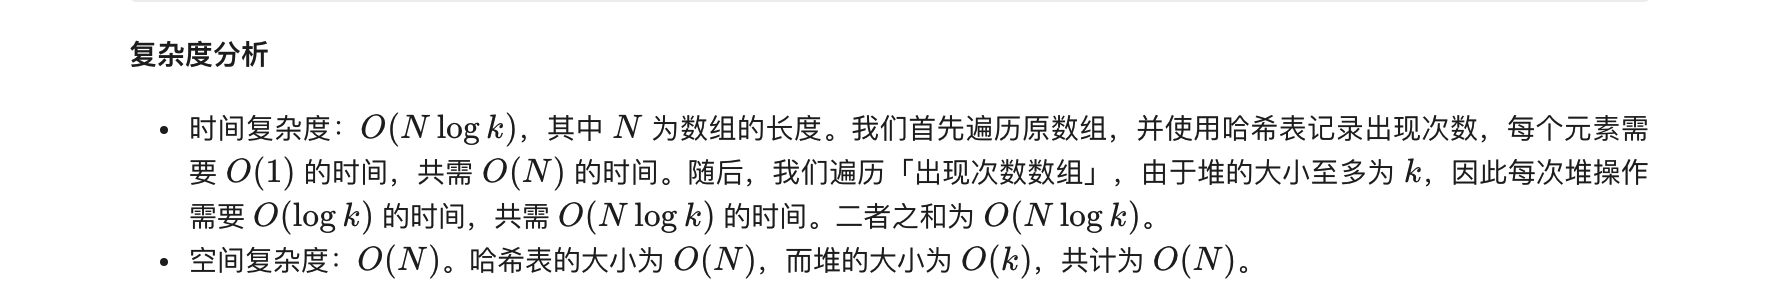 复杂度分析
• 时间复杂度：O(N log k)，其中 N 为数组的长度。我们首先遍历原数组，并使用哈希表记录出现次数，每个元素需
要 O(1) 的时间，共需 O(N) 的时间。随后，我们遍历「出现次数数组」，由于堆的大小至多为 k，因此每次堆操作
需要 O(log k) 的时间，共需 O(N log k) 的时间。二者之和为 O(N log k)。
• 空间复杂度：O(N)。哈希表的大小为 O(N)，而堆的大小为 O(k)，共计为 O(N)。